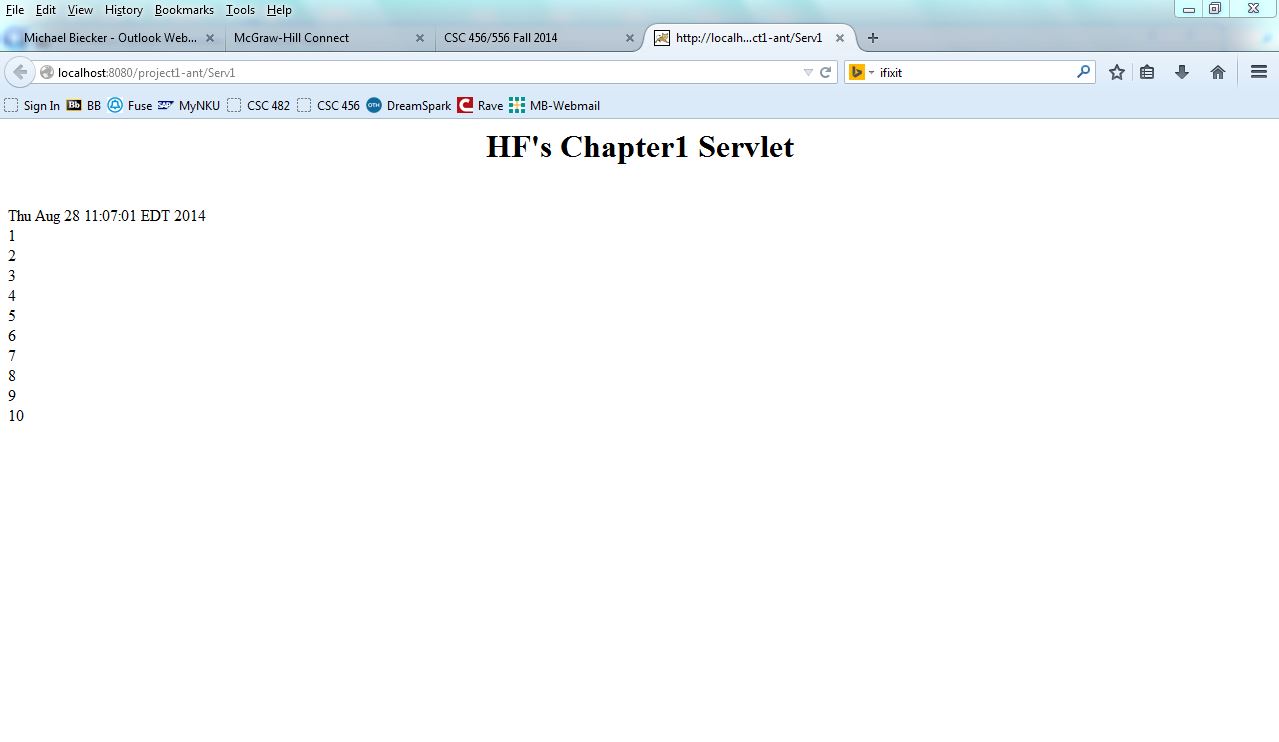 File Edit View History Bookmarks Tools Help
Michael Biecker - Outlook Web... McGraw-Hill Connect CSC 456/556 Fall 2014 http://localh...ct1-ant/Serv1
localhost:8080/project1-ant/Serv1 ifixit
Sign In Bb BB Fuse SAP MyNKU CSC 482 CSC 456 OTH DreamSpark Rave MB-Webmail
HF's Chapter1 Servlet
Thu Aug 28 11:07:01 EDT 2014
1
2
3
4
5
6
7
8
9
10